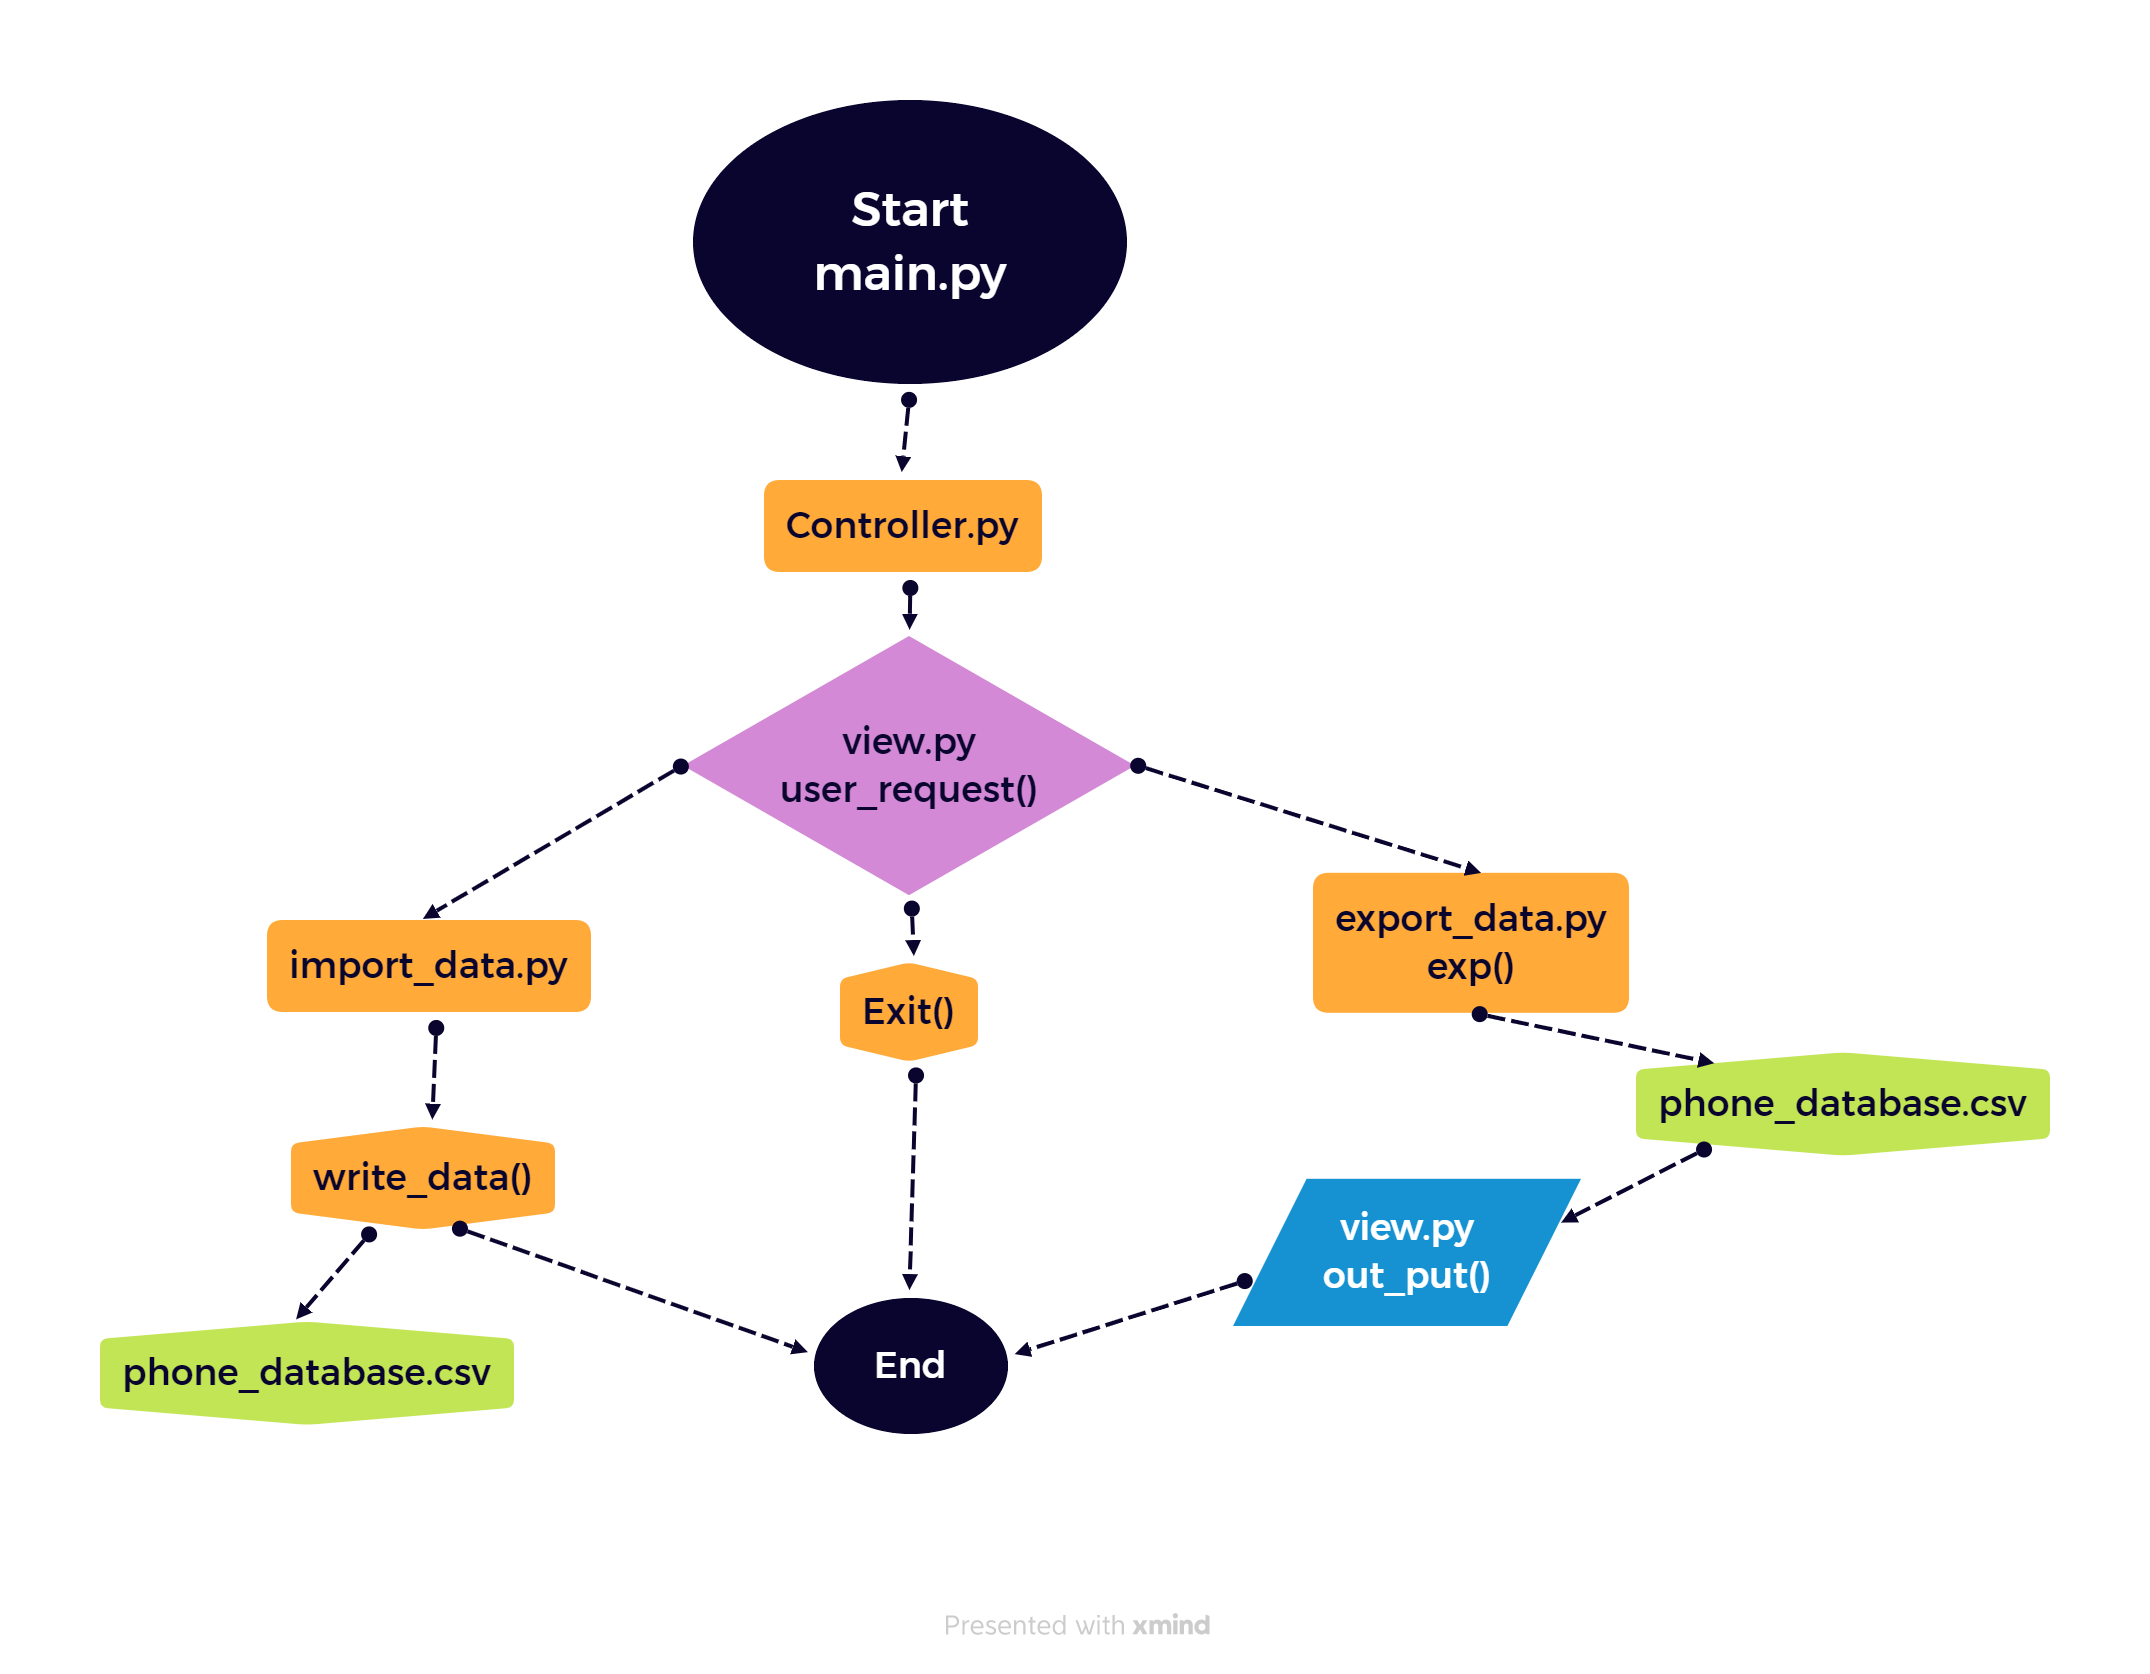 Start
main.py
Controller.py
view.py
user_request()
import_data.py
Exit()
export_data.py
exp()
phone_database.csv
write_data()
view.py
out_put()
phone_database.csv
End
Presented with xmind